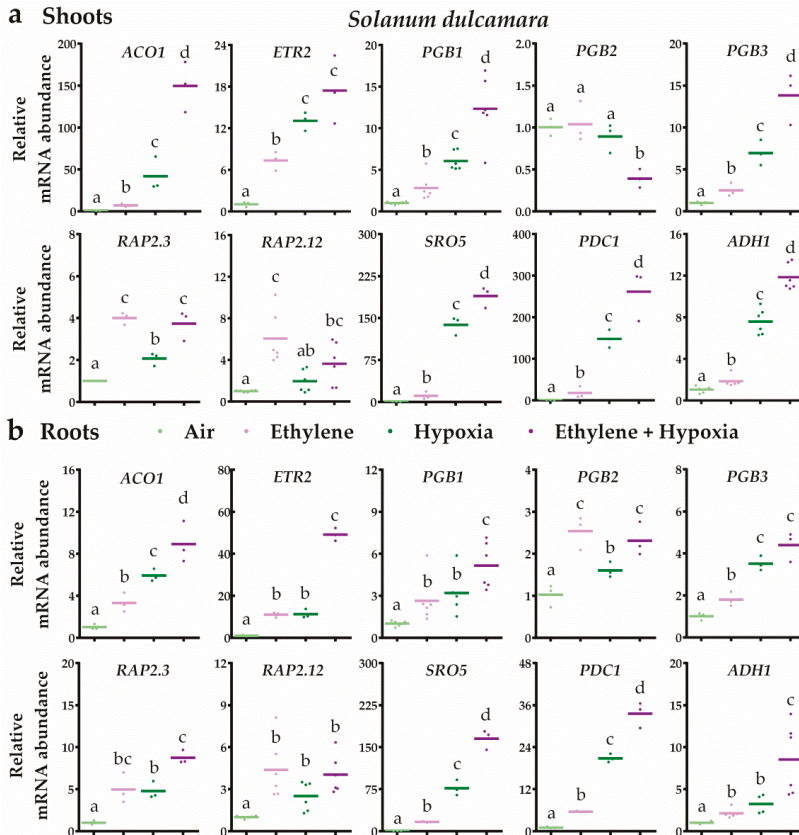 a Shoots Solanum dulcamara
ACO1 ETR2 PGB1 PGB2 PGB3
Relative mRNA abundance
200 150 100 50 0
a b c d
24 18 12 6 0
a b c c
20 15 10 5 0
a b c d
2.0 1.5 1.0 0.5 0.0
a a a b
20 15 10 5 0
a b c d
RAP2.3 RAP2.12 SRO5 PDC1 ADH1
Relative mRNA abundance
8 6 4 2 0
a c b c
16 12 8 4 0
a c ab bc
300 225 150 75 0
a b c d
400 300 200 100 0
a b c d
16 12 8 4 0
a b c d
b Roots Air Ethylene Hypoxia Ethylene + Hypoxia
ACO1 ETR2 PGB1 PGB2 PGB3
Relative mRNA abundance
16 12 8 4 0
a b c d
80 60 40 20 0
a b b c
12 9 6 3 0
a b b c
4 3 2 1 0
a c b c
8 6 4 2 0
a b c c
RAP2.3 RAP2.12 SRO5 PDC1 ADH1
Relative mRNA abundance
20 15 10 5 0
a bc b c
12 9 6 3 0
a b b b
300 225 150 75 0
a b c d
48 36 24 12 0
a b c d
20 15 10 5 0
a b b c